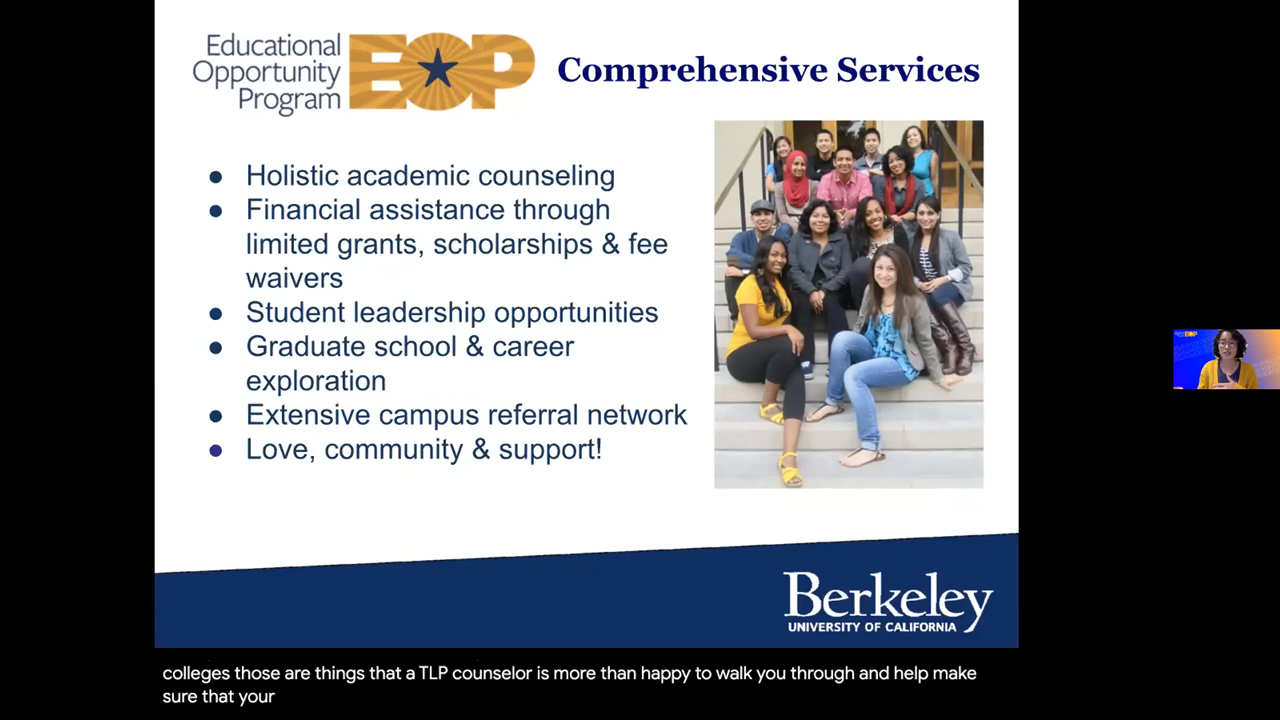 Educational
Opportunity
Program
EOP
Comprehensive Services
● Holistic academic counseling
● Financial assistance through
limited grants, scholarships & fee
waivers
● Student leadership opportunities
● Graduate school & career
exploration
● Extensive campus referral network
● Love, community & support!
EOP
Berkeley
UNIVERSITY OF CALIFORNIA
colleges those are things that a TLP counselor is more than happy to walk you through and help make
sure that your